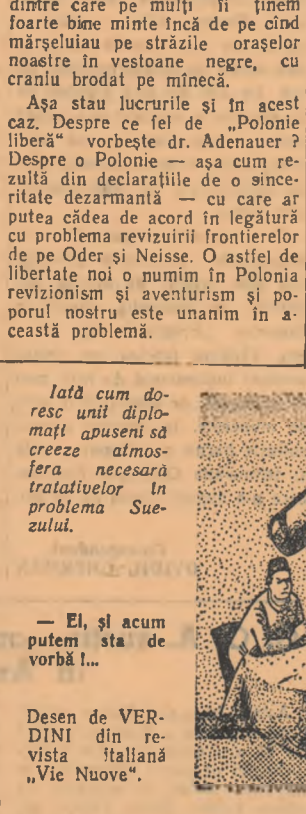 dintre care pe mulți îi ținem
foarte bine minte încă de pe cînd
mărșeluiau pe străzile orașelor
noastre în vestoane negre, cu
craniu brodat pe mînecă.
Așa stau lucrurile și în acest
caz. Despre ce fel de „Polonie
liberă“ vorbește dr. Adenauer ?
Despre o Polonie — așa cum re-
zultă din declarațiile de o since-
ritate dezarmantă — cu care ar
putea cădea de acord în legătură
cu problema revizuirii frontierelor
de pe Oder și Neisse. O astfel de
libertate noi o numim în Polonia
revizionism și aventurism și po-
porul nostru este unanim în a-
ceastă problemă.
Iată cum do-
resc unii diplo-
mați apuseni să
creeze atmos-
fera necesară
tratativelor în
problema Sue-
zului.
— Ei, și acum
putem sta de
vorbă !...
Desen de VER-
DINI din re-
vista italiană
„Vie Nuove“.